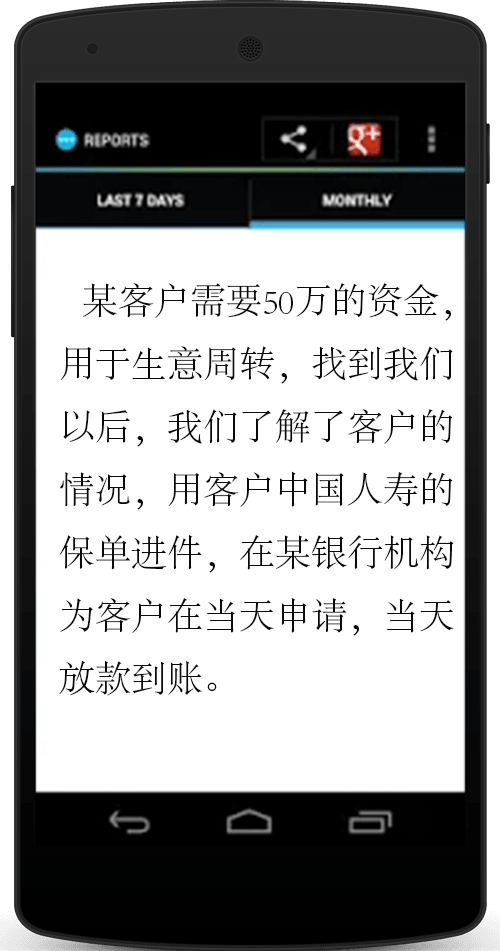 REPORTS
LAST 7 DAYS
MONTHLY
某客户需要50万的资金，
用于生意周转，找到我们
以后，我们了解了客户的
情况，用客户中国人寿的
保单进件，在某银行机构
为客户在当天申请，当天
放款到账。